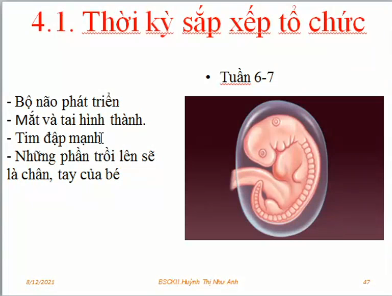 4.1. Thời kỳ sắp xếp tổ chức
• Tuần 6-7
- Bộ não phát triển
- Mắt và tai hình thành.
- Tim đập mạnh
- Những phần trồi lên sẽ
là chân, tay của bé
8/12/2021
BSCKII Huỳnh Thị Như Anh
47